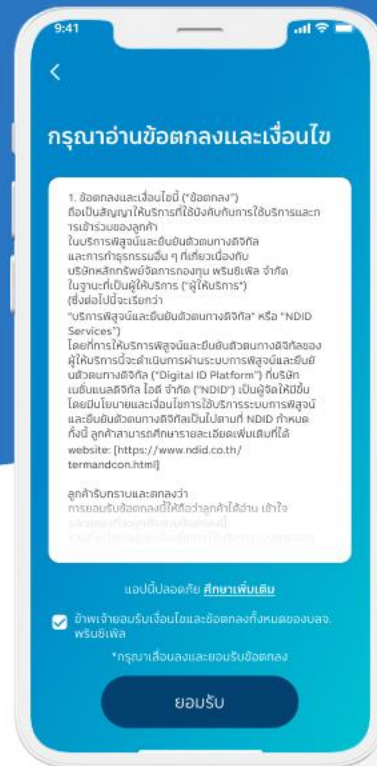 9:41
กรุณาอ่านข้อตกลงและเงื่อนไข
1. ข้อตกลงและเงื่อนไขนี้ ("ข้อตกลง")
ถือเป็นสัญญาให้บริการที่ใช้บังคับกับการใช้บริการและก
ารเข้าร่วมของลูกค้า
ในบริการพิสูจน์และยืนยันตัวตนทางดิจิทัล
และการทำธุรกรรมอื่น ๆ ที่เกี่ยวเนื่องกับ
บริษัทหลักทรัพย์จัดการกองทุน พรินซิเพิล จำกัด
ในฐานะที่เป็นผู้ให้บริการ ("ผู้ให้บริการ")
(ซึ่งต่อไปนี้จะเรียกว่า
"บริการพิสูจน์และยืนยันตัวตนทางดิจิทัล" หรือ "NDID
Services")
โดยที่การให้บริการพิสูจน์และยืนยันตัวตนทางดิจิทัลของ
ผู้ให้บริการนี้จะดำเนินการผ่านระบบการพิสูจน์และยืนยั
นตัวตนทางดิจิทัล ("Digital ID Platform") ที่บริษัท
เนชั่นแนลดิจิทัล ไอดี จำกัด ("NDID") เป็นผู้จัดให้มีขึ้น
โดยมีนโยบายและเงื่อนไขการใช้บริการระบบการพิสูจน์
และยืนยันตัวตนทางดิจิทัลเป็นไปตามที่ NDID กำหนด
ทั้งนี้ ลูกค้าสามารถศึกษารายละเอียดเพิ่มเติมที่ได้
website: [https://www.ndid.co.th/
termandcon.html]
ลูกค้ารับทราบและตกลงว่า
การยอมรับข้อตกลงนี้ให้ถือว่าลูกค้าได้อ่าน เข้าใจ
แอปนี้ปลอดภัย ศึกษาเพิ่มเติม
ข้าพเจ้ายอมรับเงื่อนไขและข้อตกลงทั้งหมดของบลจ.
พรินซิเพิล
*กรุณาเลื่อนลงและยอมรับข้อตกลง
ยอมรับ